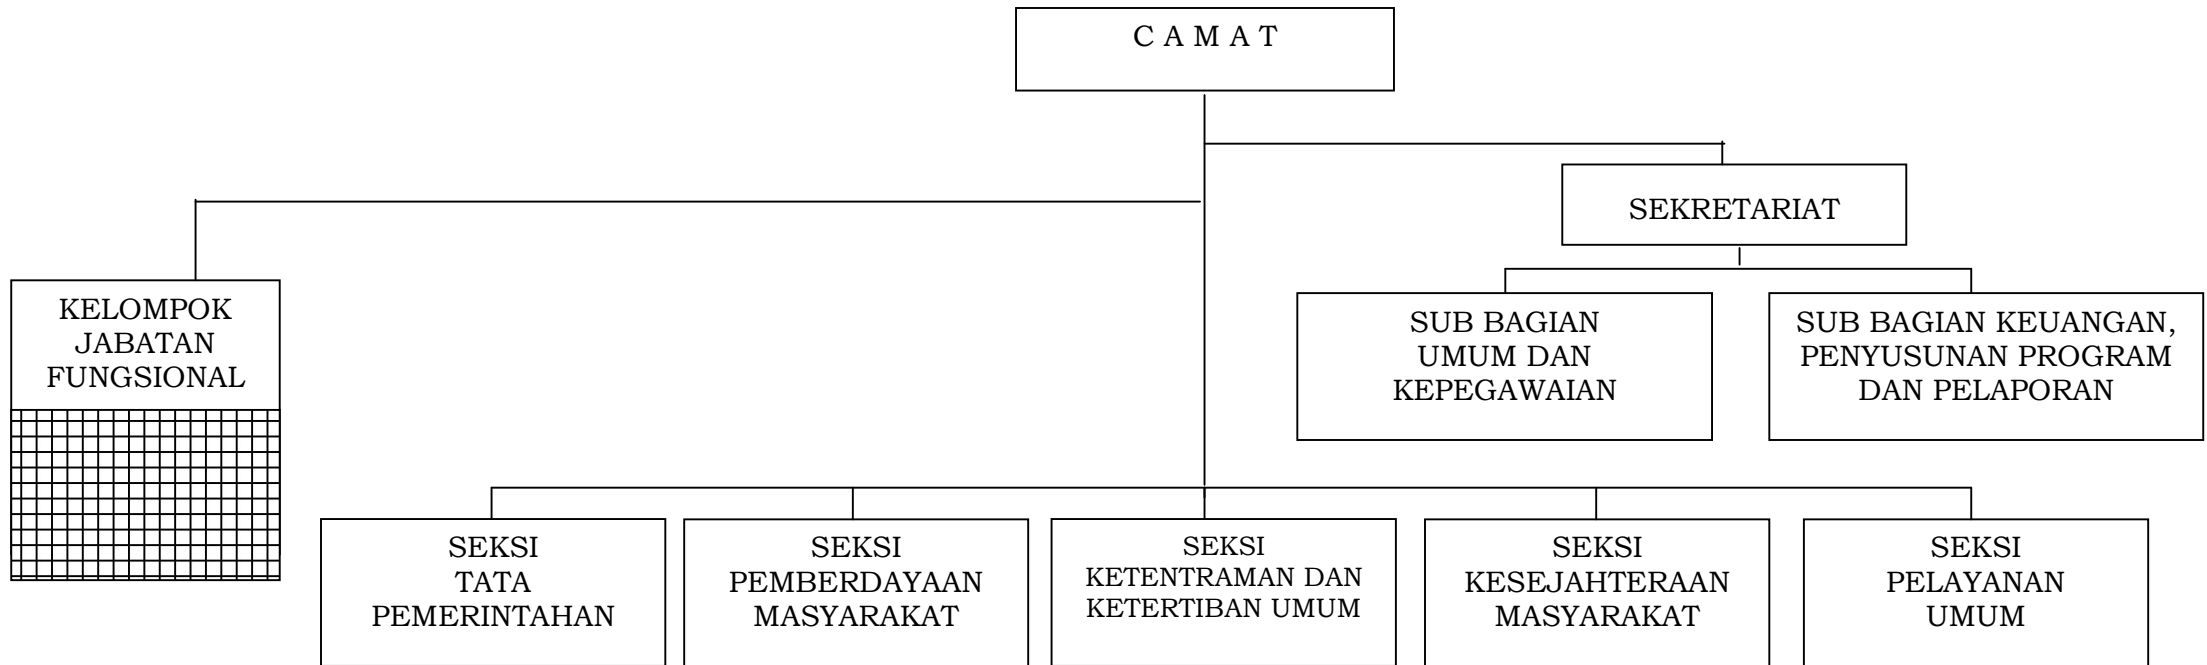 C A M A T
SEKRETARIAT
KELOMPOK
JABATAN
FUNGSIONAL
SUB BAGIAN
UMUM DAN
KEPEGAWAIAN
SUB BAGIAN KEUANGAN,
PENYUSUNAN PROGRAM
DAN PELAPORAN
SEKSI
TATA
PEMERINTAHAN
SEKSI
PEMBERDAYAAN
MASYARAKAT
SEKSI
KETENTRAMAN DAN
KETERTIBAN UMUM
SEKSI
KESEJAHTERAAN
MASYARAKAT
SEKSI
PELAYANAN
UMUM